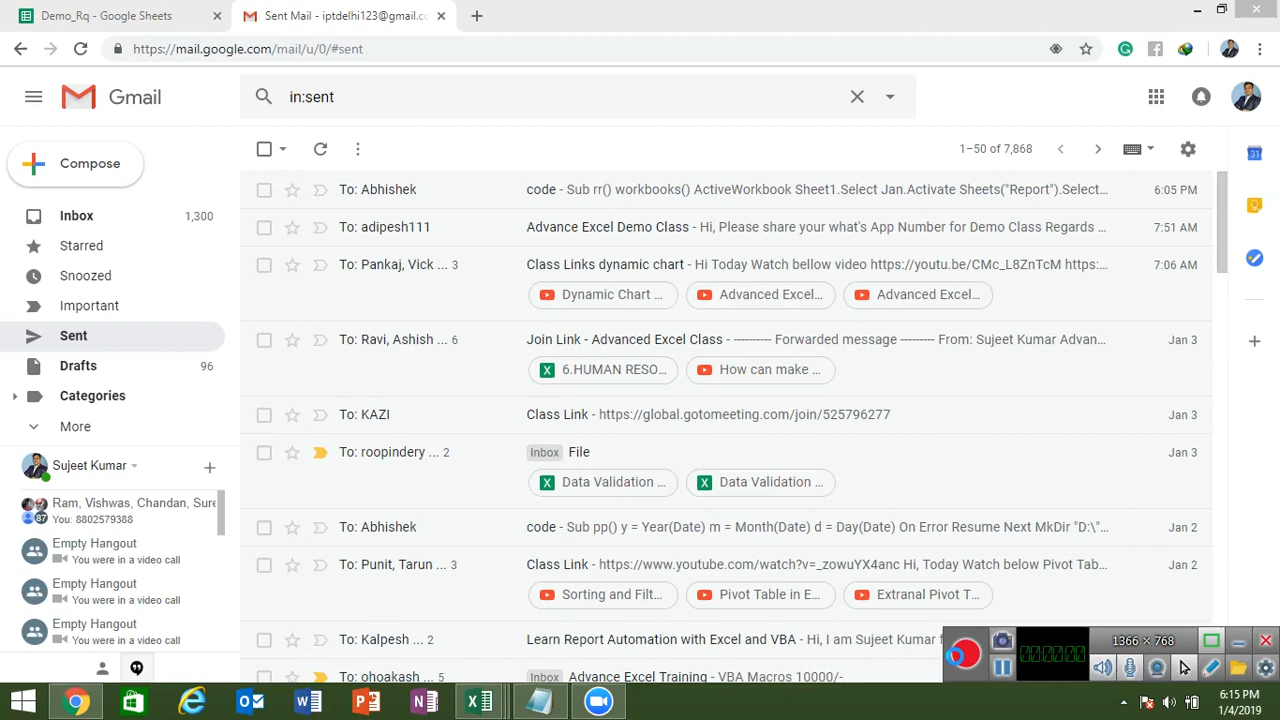 Demo_Rq - Google Sheets
Sent Mail - iptdelhi123@gmail.cc
https://mail.google.com/mail/u/0/#sent
Gmail
in:sent
Compose
1–50 of 7,868
Inbox 1,300
Starred
Snoozed
Important
Sent
Drafts 96
Categories
More
Sujeet Kumar
Ram, Vishwas, Chandan, Sure
87
You: 8802579388
Empty Hangout
You were in a video call
Empty Hangout
You were in a video call
Empty Hangout
You were in a video call
To: Abhishek code - Sub rr() workbooks() ActiveWorkbook Sheet1.Select Jan.Activate Sheets("Report").Select... 6:05 PM
To: adipesh111 Advance Excel Demo Class - Hi, Please share your what's App Number for Demo Class Regards ... 7:51 AM
To: Pankaj, Vick ... 3 Class Links dynamic chart - Hi Today Watch bellow video https://youtu.be/CMc_L8ZnTcM https:... 7:06 AM
Dynamic Chart ... Advanced Excel... Advanced Excel...
To: Ravi, Ashish ... 6 Join Link - Advanced Excel Class - ---------- Forwarded message --------- From: Sujeet Kumar Advan... Jan 3
6.HUMAN RESO... How can make ...
To: KAZI Class Link - https://global.gotomeeting.com/join/525796277 Jan 3
To: roopindery ... 2 Inbox File Jan 3
Data Validation ... Data Validation ...
To: Abhishek code - Sub pp() y = Year(Date) m = Month(Date) d = Day(Date) On Error Resume Next MkDir "D:\"... Jan 2
To: Punit, Tarun ... 3 Class Link - https://www.youtube.com/watch?v=_zowuYX4anc Hi, Today Watch below Pivot Tab... Jan 2
Sorting and Filt... Pivot Table in E... Extranal Pivot T...
To: Kalpesh ... 2 Learn Report Automation with Excel and VBA - Hi, I am Sujeet Kumar
To: ohoakash ... 5 Inbox Advance Excel Training - VBA Macros 10000/-
31
1366 × 768
00:00:00
6:15 PM
1/4/2019